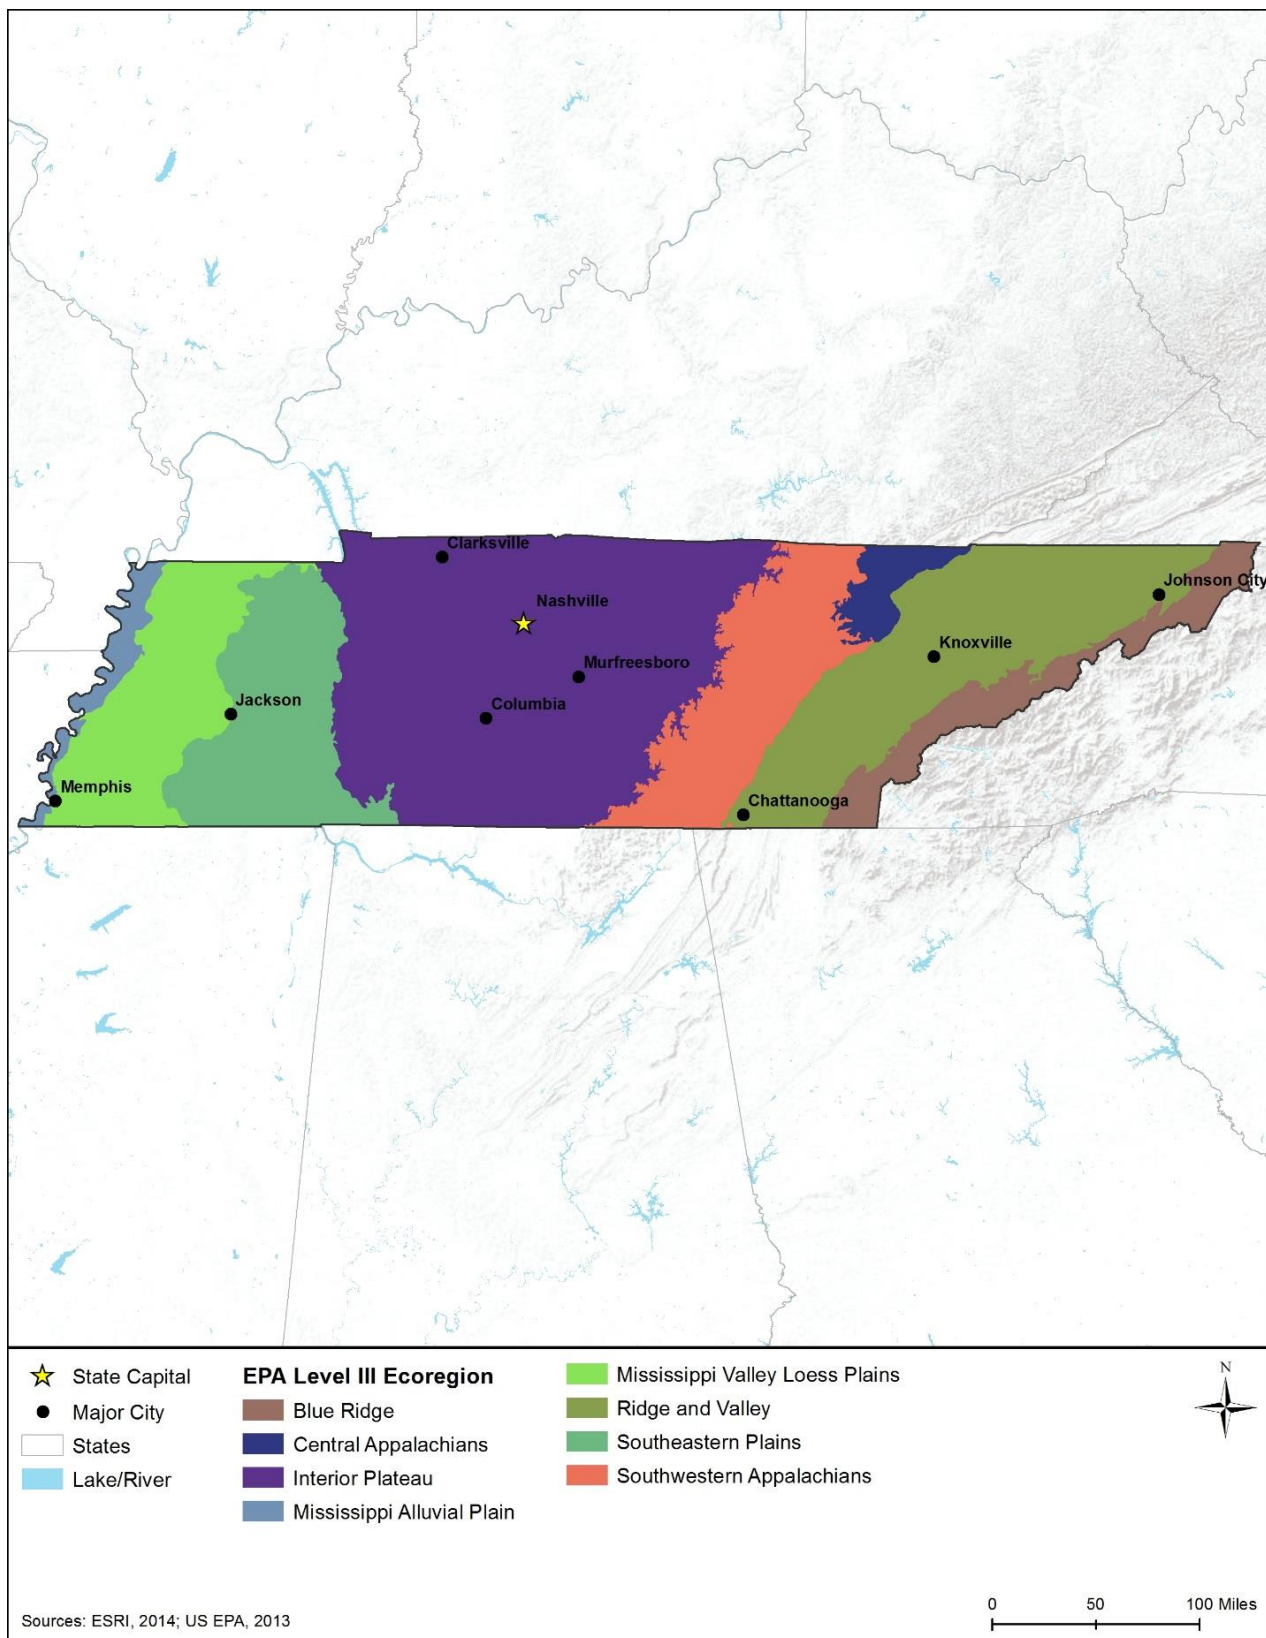 Clarksville
Johnson City
Nashville
Knoxville
Murfreesboro
Jackson
Columbia
Memphis
Chattanooga
State Capital
Major City
States
Lake/River
EPA Level III Ecoregion
Blue Ridge
Central Appalachians
Interior Plateau
Mississippi Alluvial Plain
Mississippi Valley Loess Plains
Ridge and Valley
Southeastern Plains
Southwestern Appalachians
N
0 50 100 Miles
Sources: ESRI, 2014; US EPA, 2013